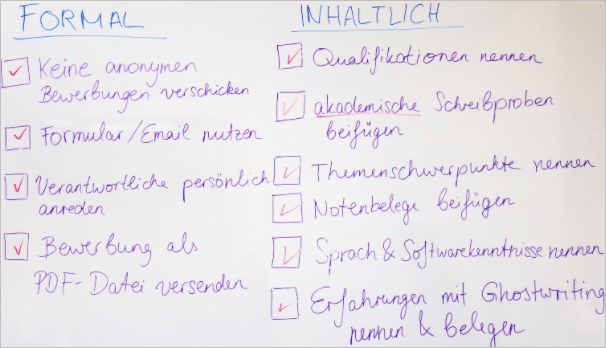 FORMAL
Keine anonymen
Bewerbungen verschicken
Formular/Email nutzen
Verantwortliche persönlich
anreden
Bewerbung als
PDF-Datei versenden
INHALTLICH
Qualifikationen nennen
akademische Schreibproben
beifügen
Themenschwerpunkte nennen
Notenbelege beifügen
Sprach & Softwarekenntnisse nennen
Erfahrungen mit Ghostwriting
nennen & belegen